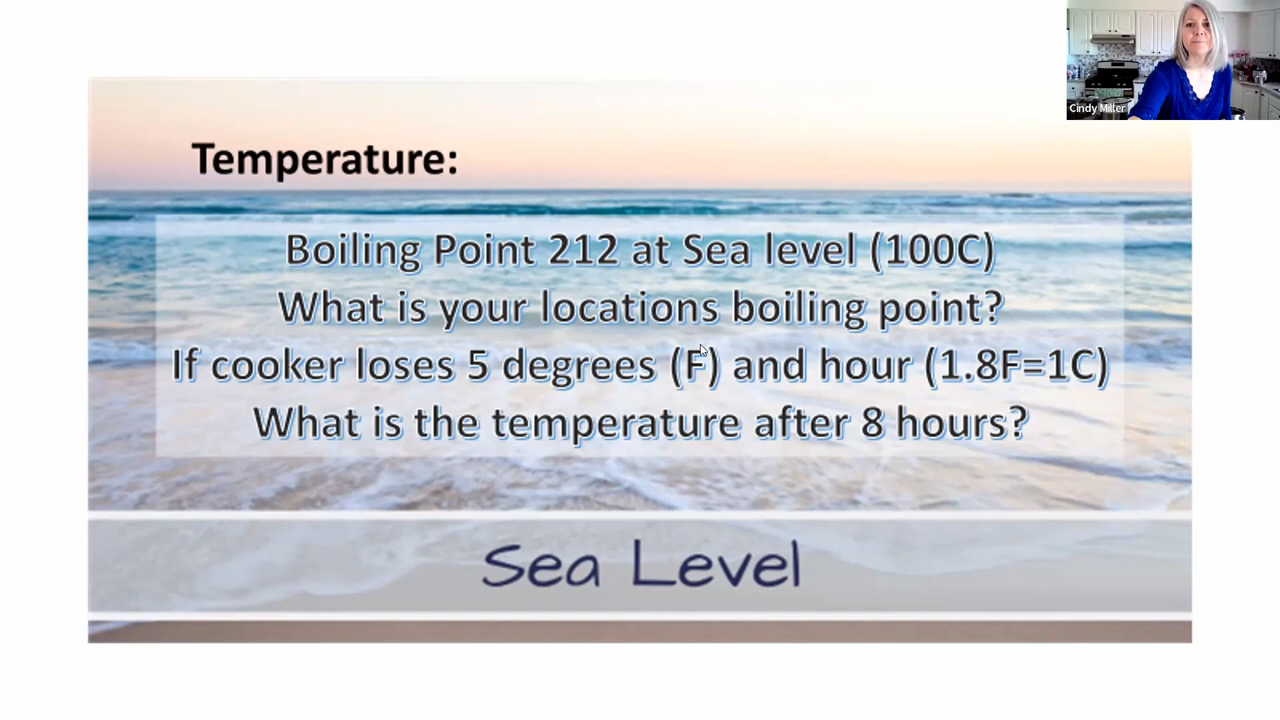 Cindy Miller
Temperature:
Boiling Point 212 at Sea level (100C)
What is your locations boiling point?
If cooker loses 5 degrees (F) and hour (1.8F=1C)
What is the temperature after 8 hours?
Sea Level